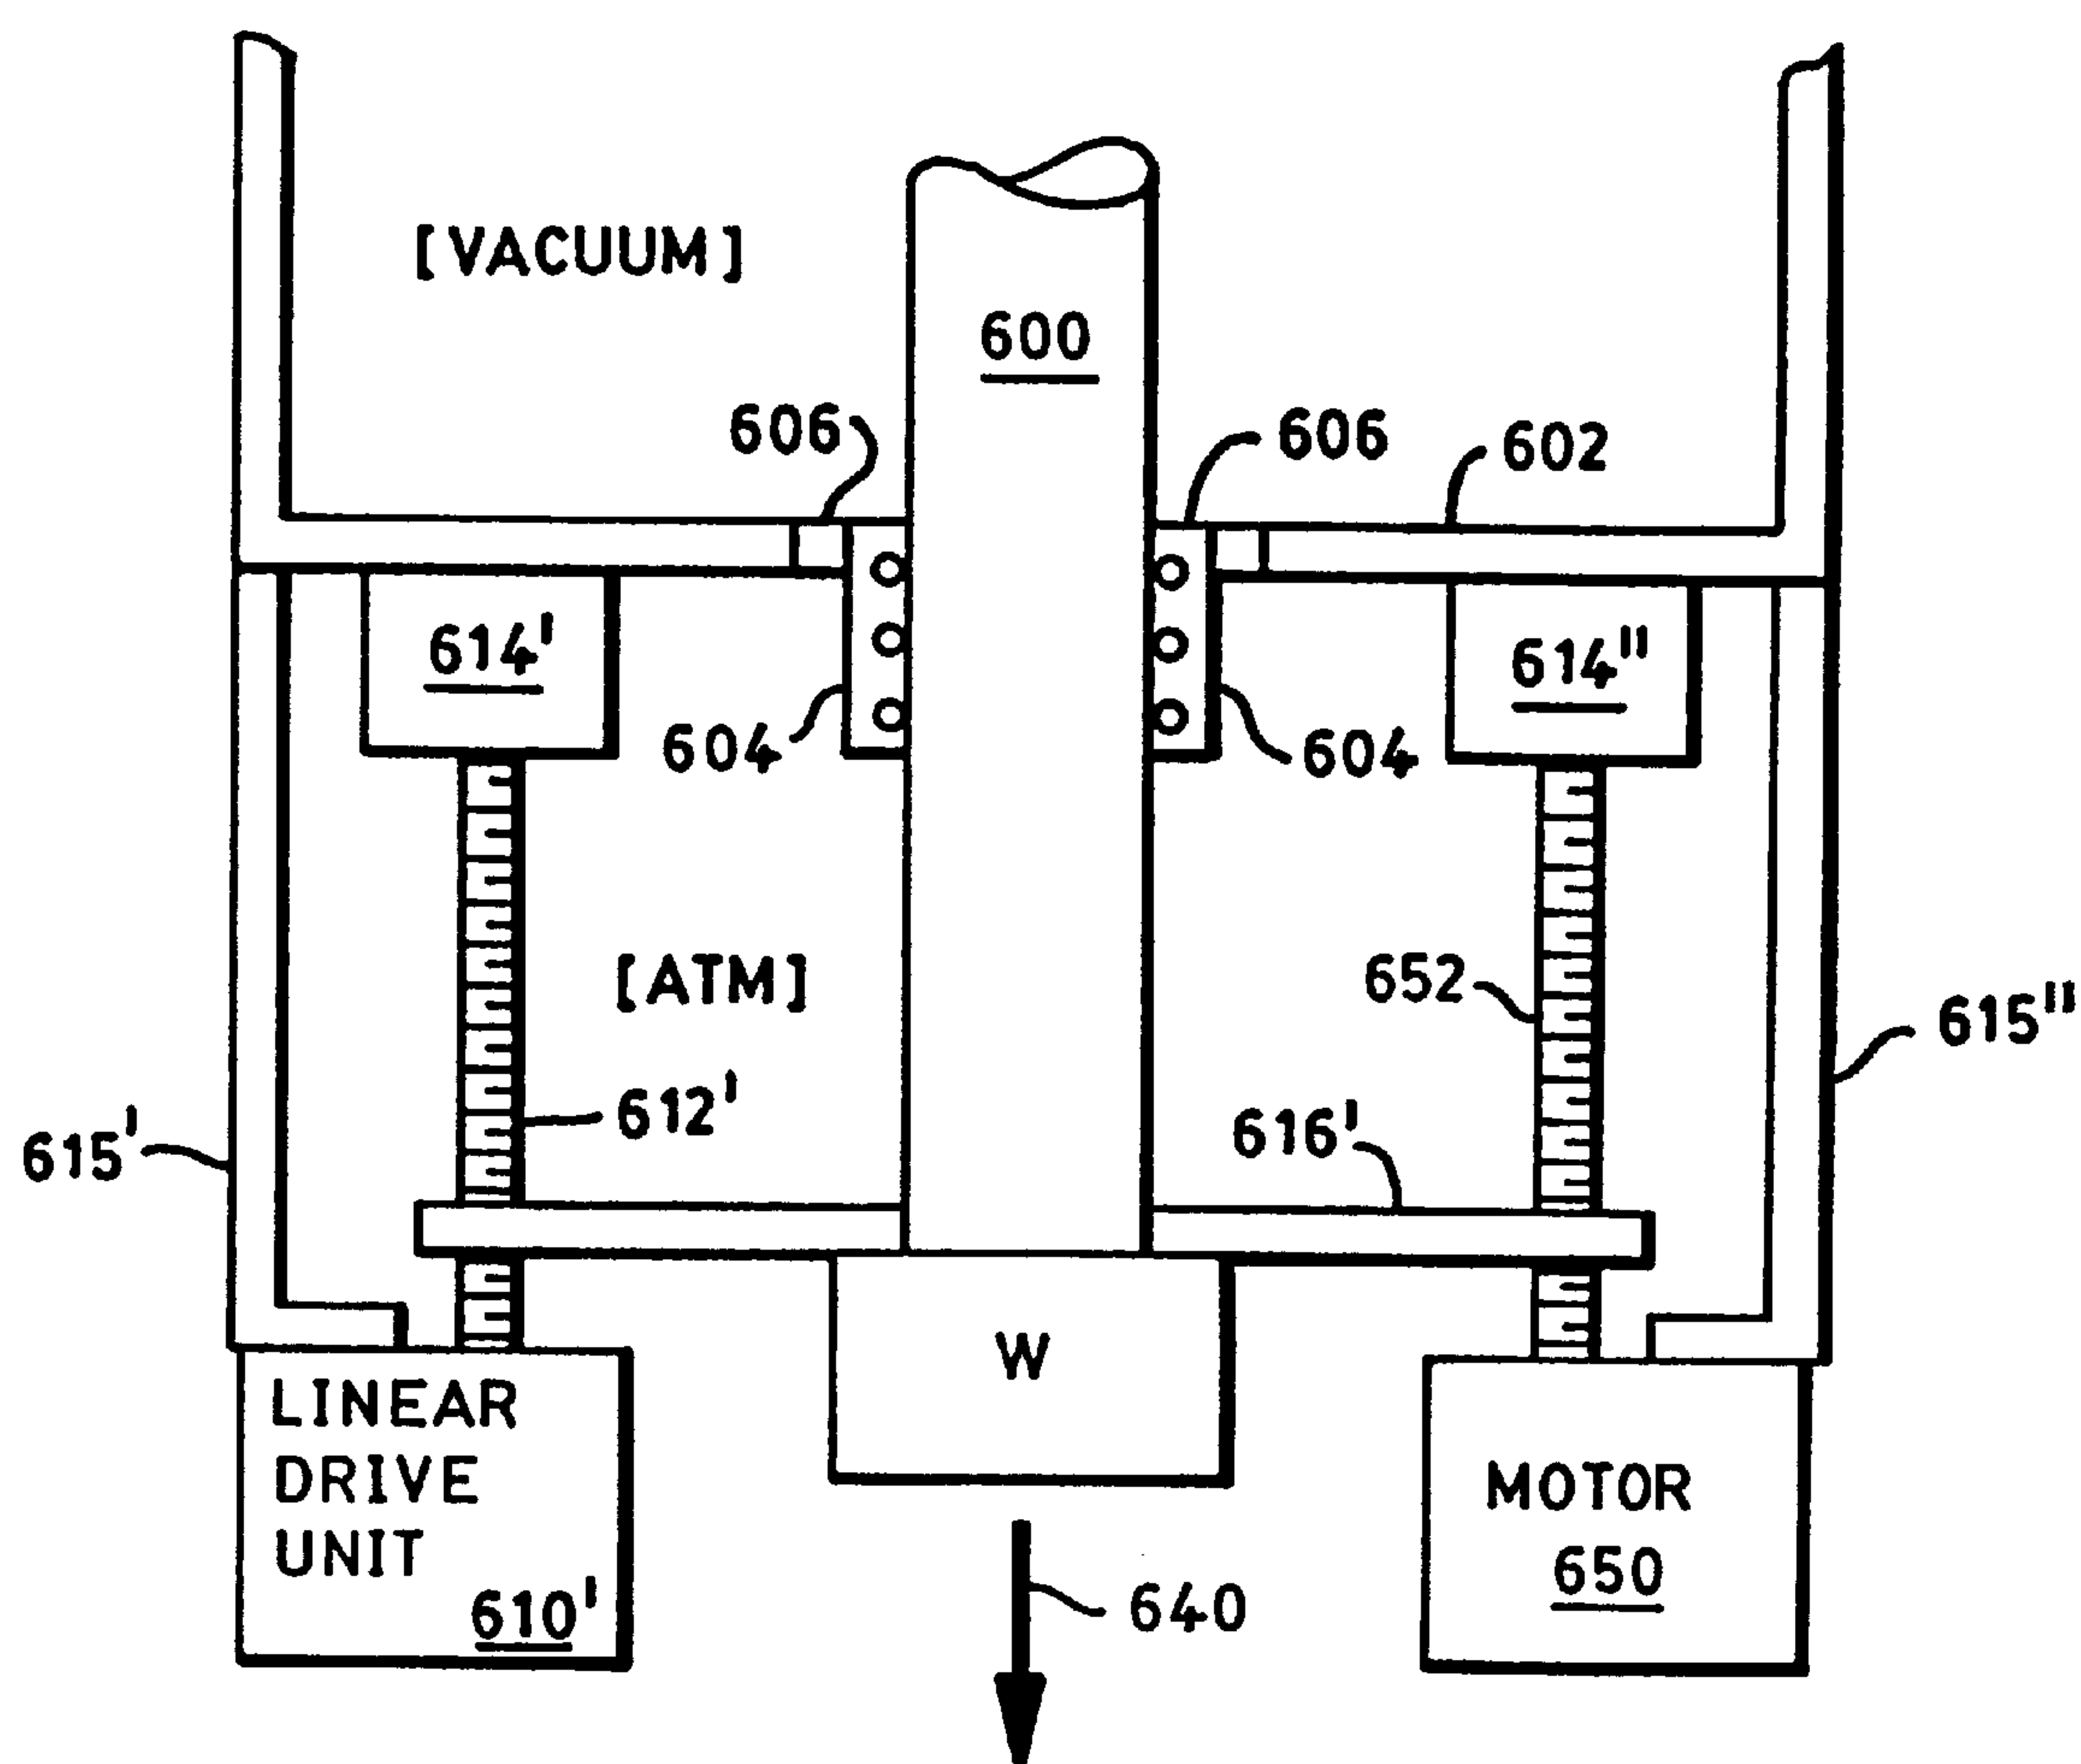 [VACUUM]
600
606
606
602
614'
614"
604
604
[ATM]
652
615"
612'
616'
615'
LINEAR
DRIVE
UNIT
610'
W
MOTOR
650
640